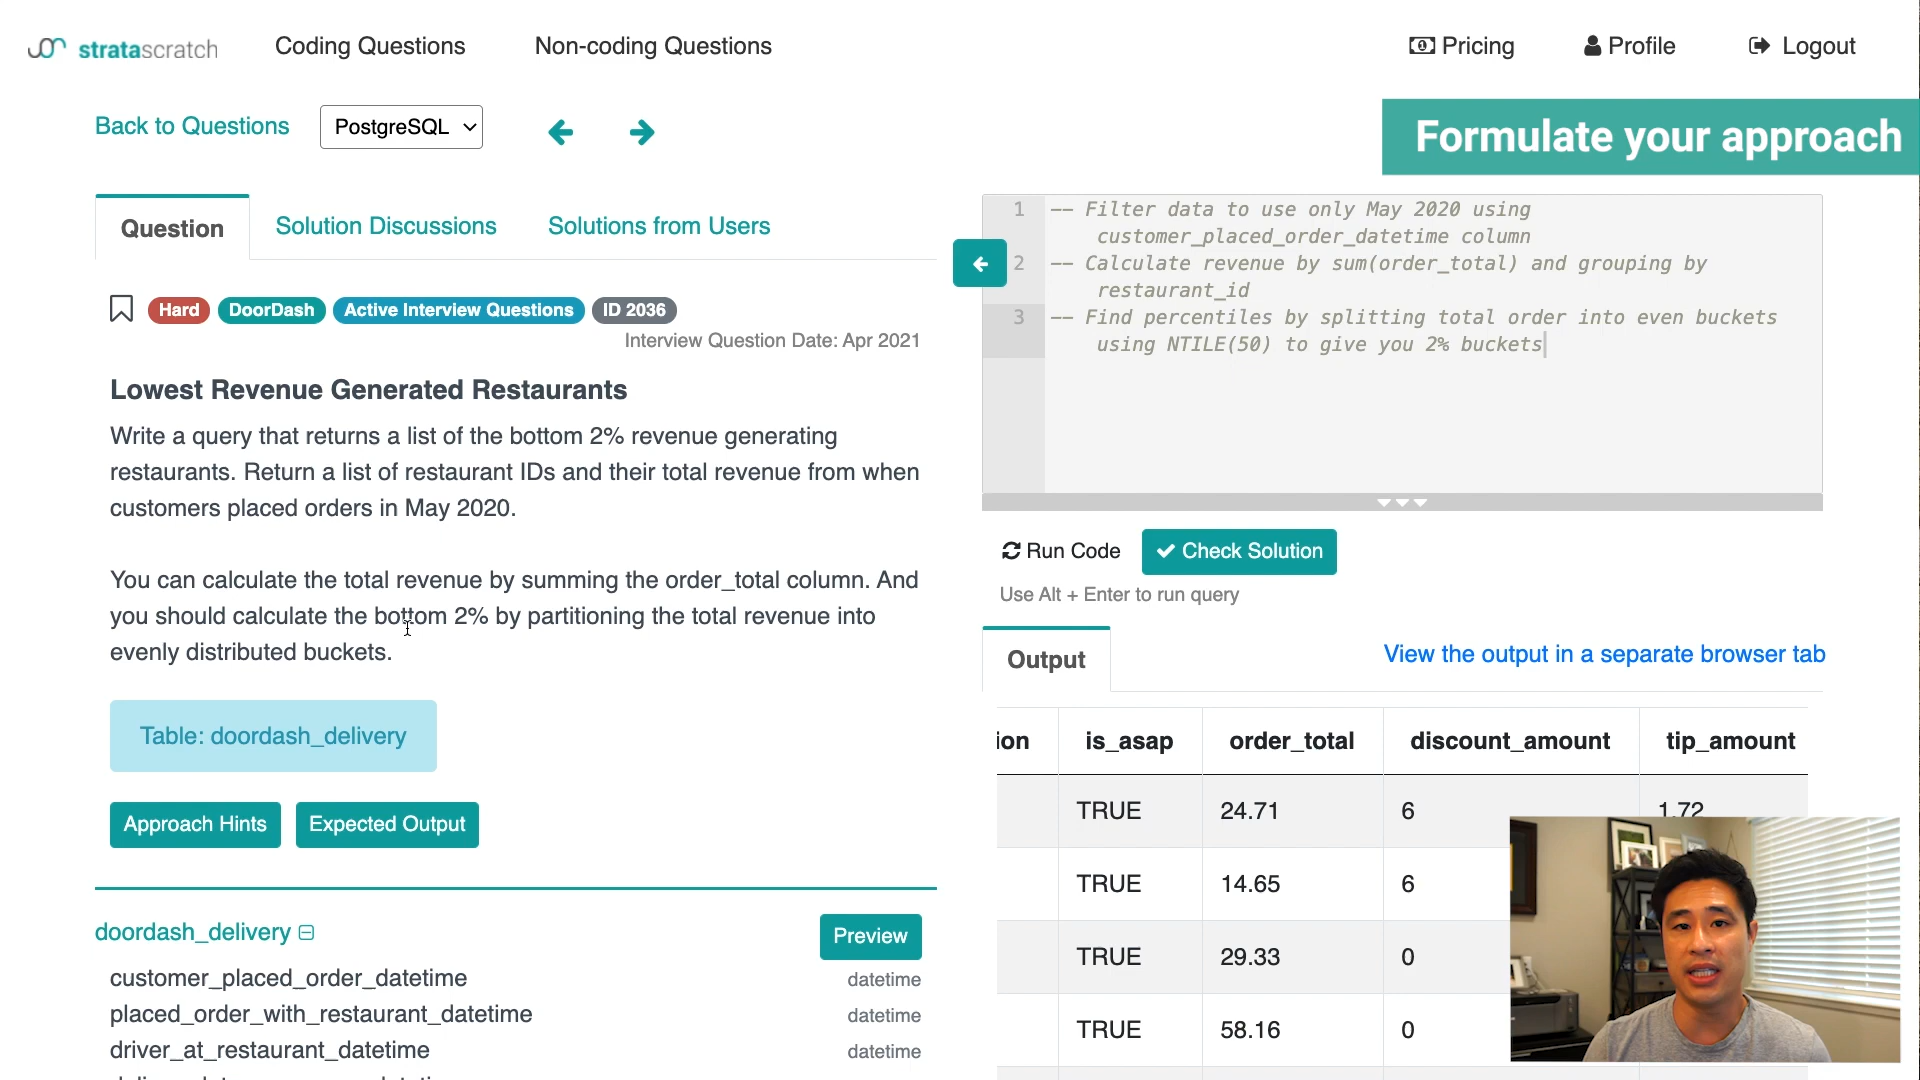 stratascratch
Coding Questions
Non-coding Questions
Pricing
Profile
Logout
Back to Questions
PostgreSQL
Formulate your approach
Question
Solution Discussions
Solutions from Users
Hard
DoorDash
Active Interview Questions
ID 2036
Interview Question Date: Apr 2021
Lowest Revenue Generated Restaurants
Write a query that returns a list of the bottom 2% revenue generating
restaurants. Return a list of restaurant IDs and their total revenue from when
customers placed orders in May 2020.
You can calculate the total revenue by summing the order_total column. And
you should calculate the bottom 2% by partitioning the total revenue into
evenly distributed buckets.
Table: doordash_delivery
Approach Hints
Expected Output
doordash_delivery
Preview
customer_placed_order_datetime datetime
placed_order_with_restaurant_datetime datetime
driver_at_restaurant_datetime datetime
1 -- Filter data to use only May 2020 using
customer_placed_order_datetime column
2 -- Calculate revenue by sum(order_total) and grouping by
restaurant_id
3 -- Find percentiles by splitting total order into even buckets
using NTILE(50) to give you 2% buckets
Run Code
Check Solution
Use Alt + Enter to run query
Output
View the output in a separate browser tab
ion is_asap order_total discount_amount tip_amount
TRUE 24.71 6 1.72
TRUE 14.65 6
TRUE 29.33 0
TRUE 58.16 0